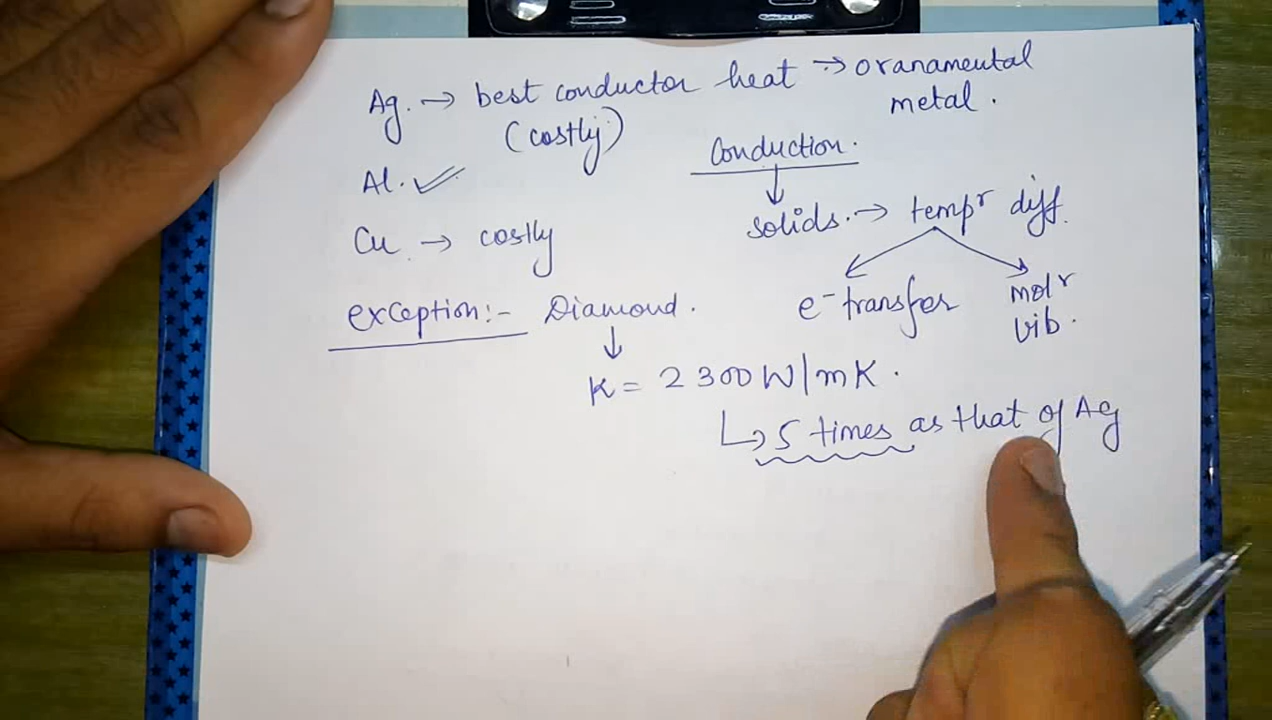 Ag. → best conductor heat → oranamental
metal.
(costly)
Conduction.
Al. ✓
solids. → tempr diff.
Cu → costly
e⁻transfer
molr
vib.
exception:- Diamond.
K = 2300 W/mK.
↳ 5 times as that of Ag